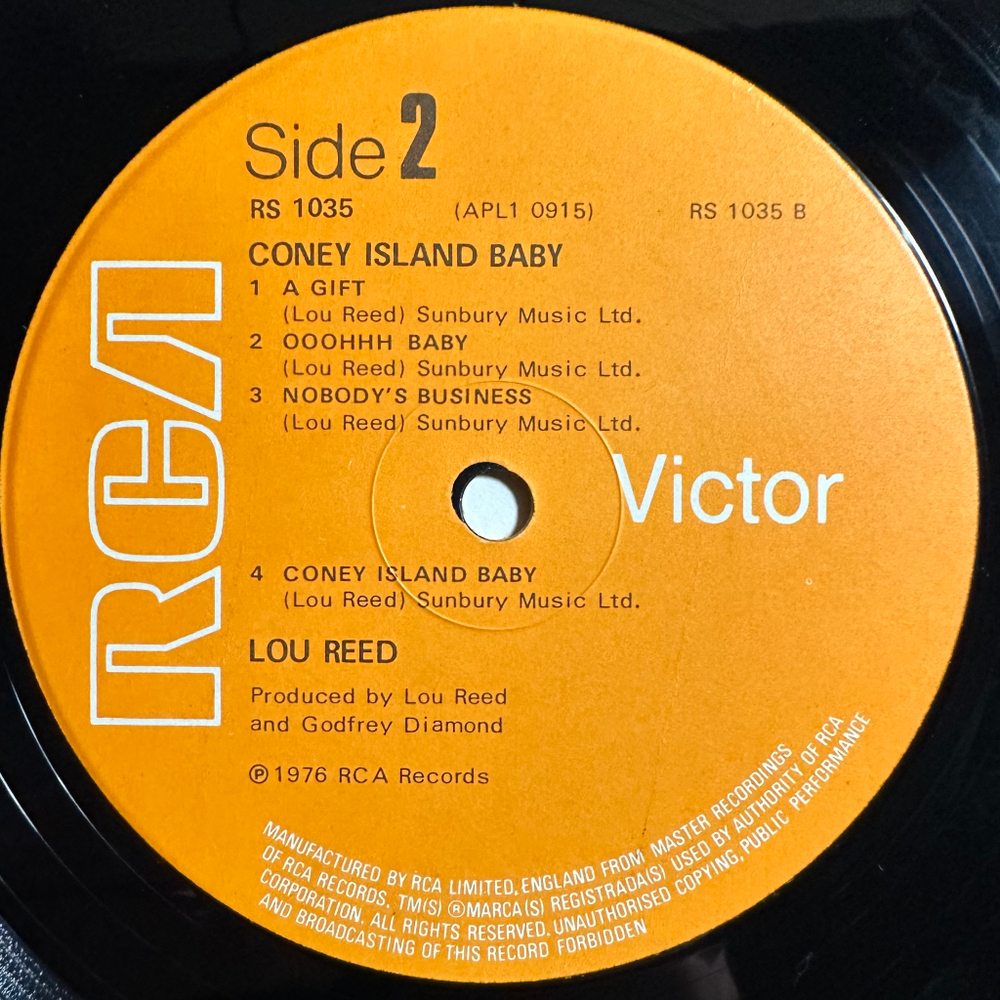 Side 2
RS 1035 (APL1 0915) RS 1035 B
CONEY ISLAND BABY
1 A GIFT
(Lou Reed) Sunbury Music Ltd.
2 OOOHHH BABY
(Lou Reed) Sunbury Music Ltd.
3 NOBODY'S BUSINESS
(Lou Reed) Sunbury Music Ltd.
RCA
Victor
4 CONEY ISLAND BABY
(Lou Reed) Sunbury Music Ltd.
LOU REED
Produced by Lou Reed
and Godfrey Diamond
℗1976 RCA Records
MANUFACTURED BY RCA LIMITED, ENGLAND FROM MASTER RECORDINGS
OF RCA RECORDS. TM(S) ®MARCA(S) REGISTRADA(S) USED BY AUTHORITY OF RCA
CORPORATION. ALL RIGHTS RESERVED. UNAUTHORISED COPYING, PUBLIC PERFORMANCE
AND BROADCASTING OF THIS RECORD FORBIDDEN